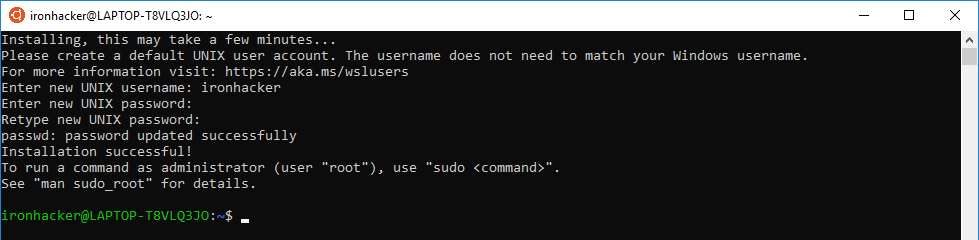 ironhacker@LAPTOP-T8VLQ3JO: ~
Installing, this may take a few minutes...
Please create a default UNIX user account. The username does not need to match your Windows username.
For more information visit: https://aka.ms/wslusers
Enter new UNIX username: ironhacker
Enter new UNIX password:
Retype new UNIX password:
passwd: password updated successfully
Installation successful!
To run a command as administrator (user "root"), use "sudo <command>".
See "man sudo_root" for details.
ironhacker@LAPTOP-T8VLQ3JO:~$